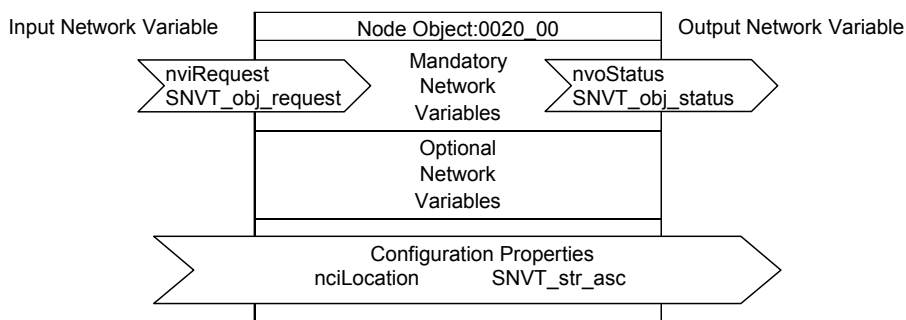 Input Network Variable
Node Object:0020_00
Output Network Variable
Mandatory
Network
Variables
nviRequest
SNVT_obj_request
nvoStatus
SNVT_obj_status
Optional
Network
Variables
Configuration Properties
nciLocation SNVT_str_asc